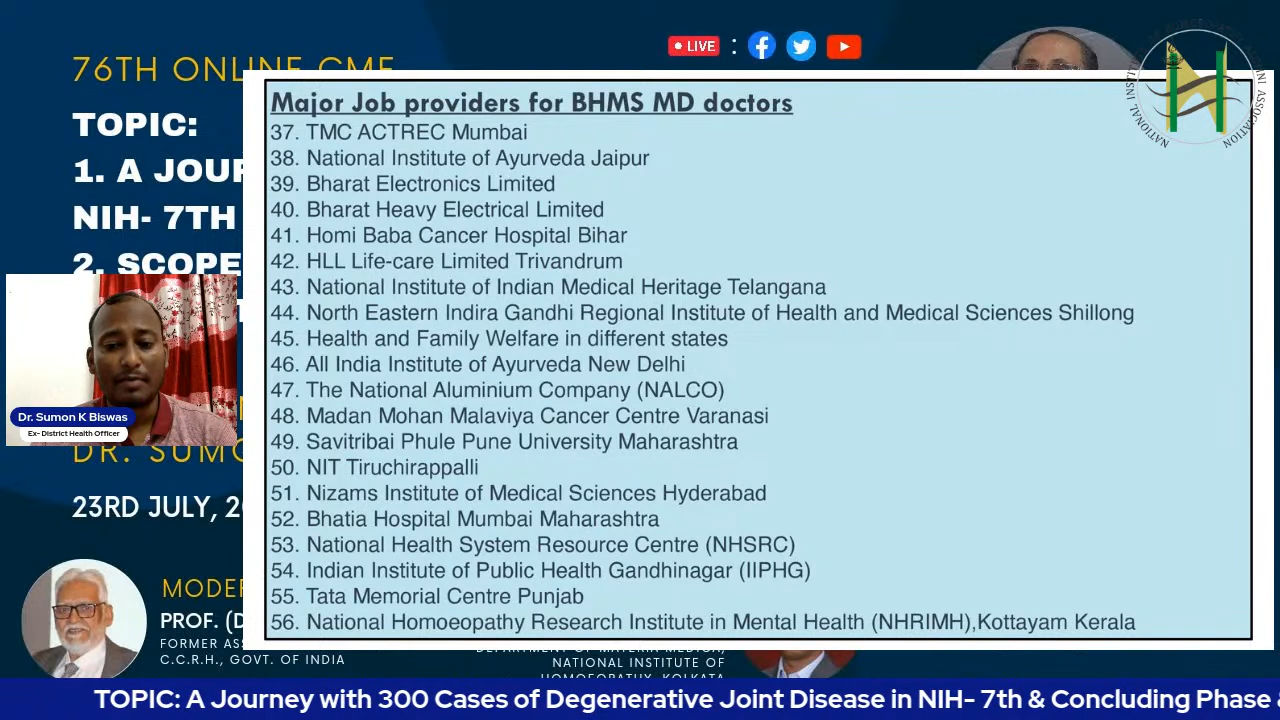 76TH ONLINE CME
LIVE :
TOPIC:
1. A JOUR
NIH- 7TH
2. SCOPE
Major Job providers for BHMS MD doctors
37. TMC ACTREC Mumbai
38. National Institute of Ayurveda Jaipur
39. Bharat Electronics Limited
40. Bharat Heavy Electrical Limited
41. Homi Baba Cancer Hospital Bihar
42. HLL Life-care Limited Trivandrum
43. National Institute of Indian Medical Heritage Telangana
44. North Eastern Indira Gandhi Regional Institute of Health and Medical Sciences Shillong
45. Health and Family Welfare in different states
46. All India Institute of Ayurveda New Delhi
47. The National Aluminium Company (NALCO)
48. Madan Mohan Malaviya Cancer Centre Varanasi
49. Savitribai Phule Pune University Maharashtra
50. NIT Tiruchirappalli
51. Nizams Institute of Medical Sciences Hyderabad
52. Bhatia Hospital Mumbai Maharashtra
53. National Health System Resource Centre (NHSRC)
54. Indian Institute of Public Health Gandhinagar (IIPHG)
55. Tata Memorial Centre Punjab
56. National Homoeopathy Research Institute in Mental Health (NHRIMH),Kottayam Kerala
Dr. Sumon K Biswas
Ex- District Health Officer
DR. SUMO
23RD JULY, 20
MODER
PROF. (D
FORMER ASS
C.C.R.H., GOVT. OF INDIA
DEPARTMENT OF MATERIA MEDICA,
NATIONAL INSTITUTE OF
HOMOEOPATHY, KOLKATA
TOPIC: A Journey with 300 Cases of Degenerative Joint Disease in NIH- 7th & Concluding Phase